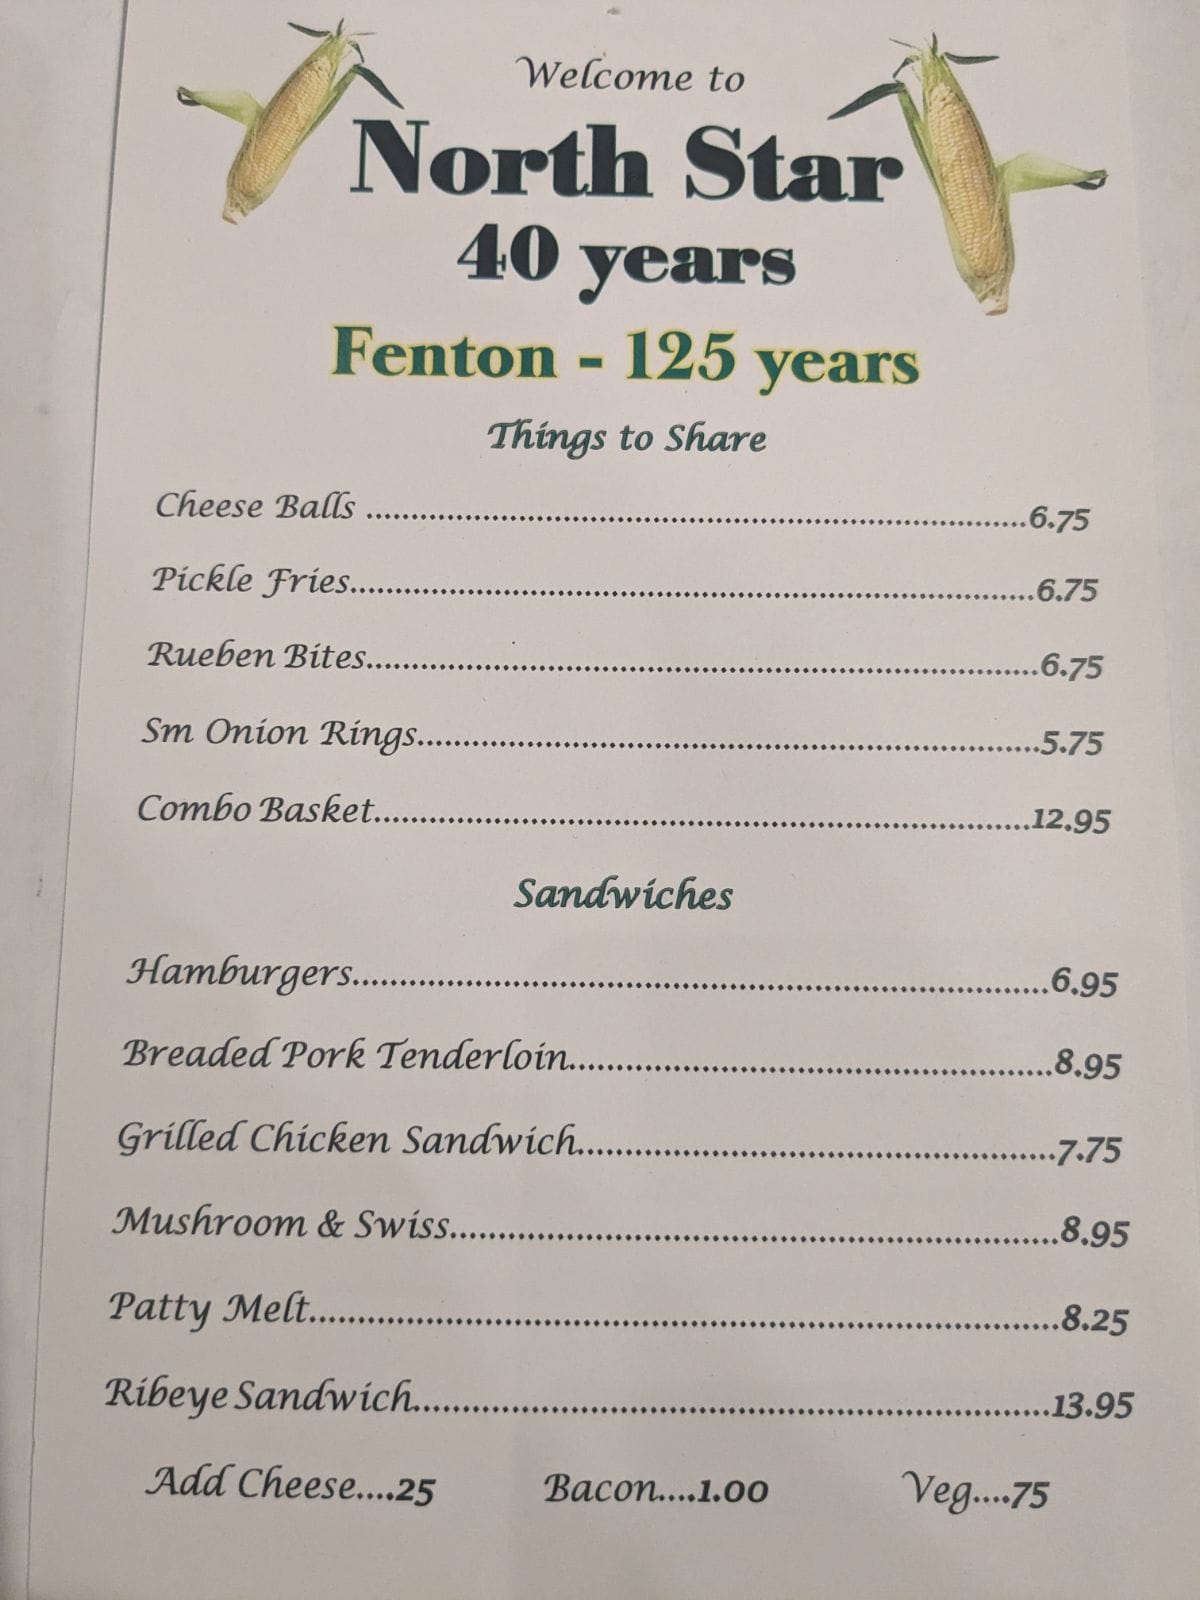 Welcome to
North Star
40 years
Fenton - 125 years
Things to Share
Cheese Balls ..........................................................................6.75
Pickle Fries...........................................................................6.75
Rueben Bites..........................................................................6.75
Sm Onion Rings.....................................................................5.75
Combo Basket........................................................................12.95
Sandwiches
Hamburgers..........................................................................6.95
Breaded Pork Tenderloin..................................................8.95
Grilled Chicken Sandwich.................................................7.75
Mushroom & Swiss...............................................................8.95
Patty Melt.............................................................................8.25
Ribeye Sandwich..................................................................13.95
Add Cheese....25 Bacon....1.00 Veg....75